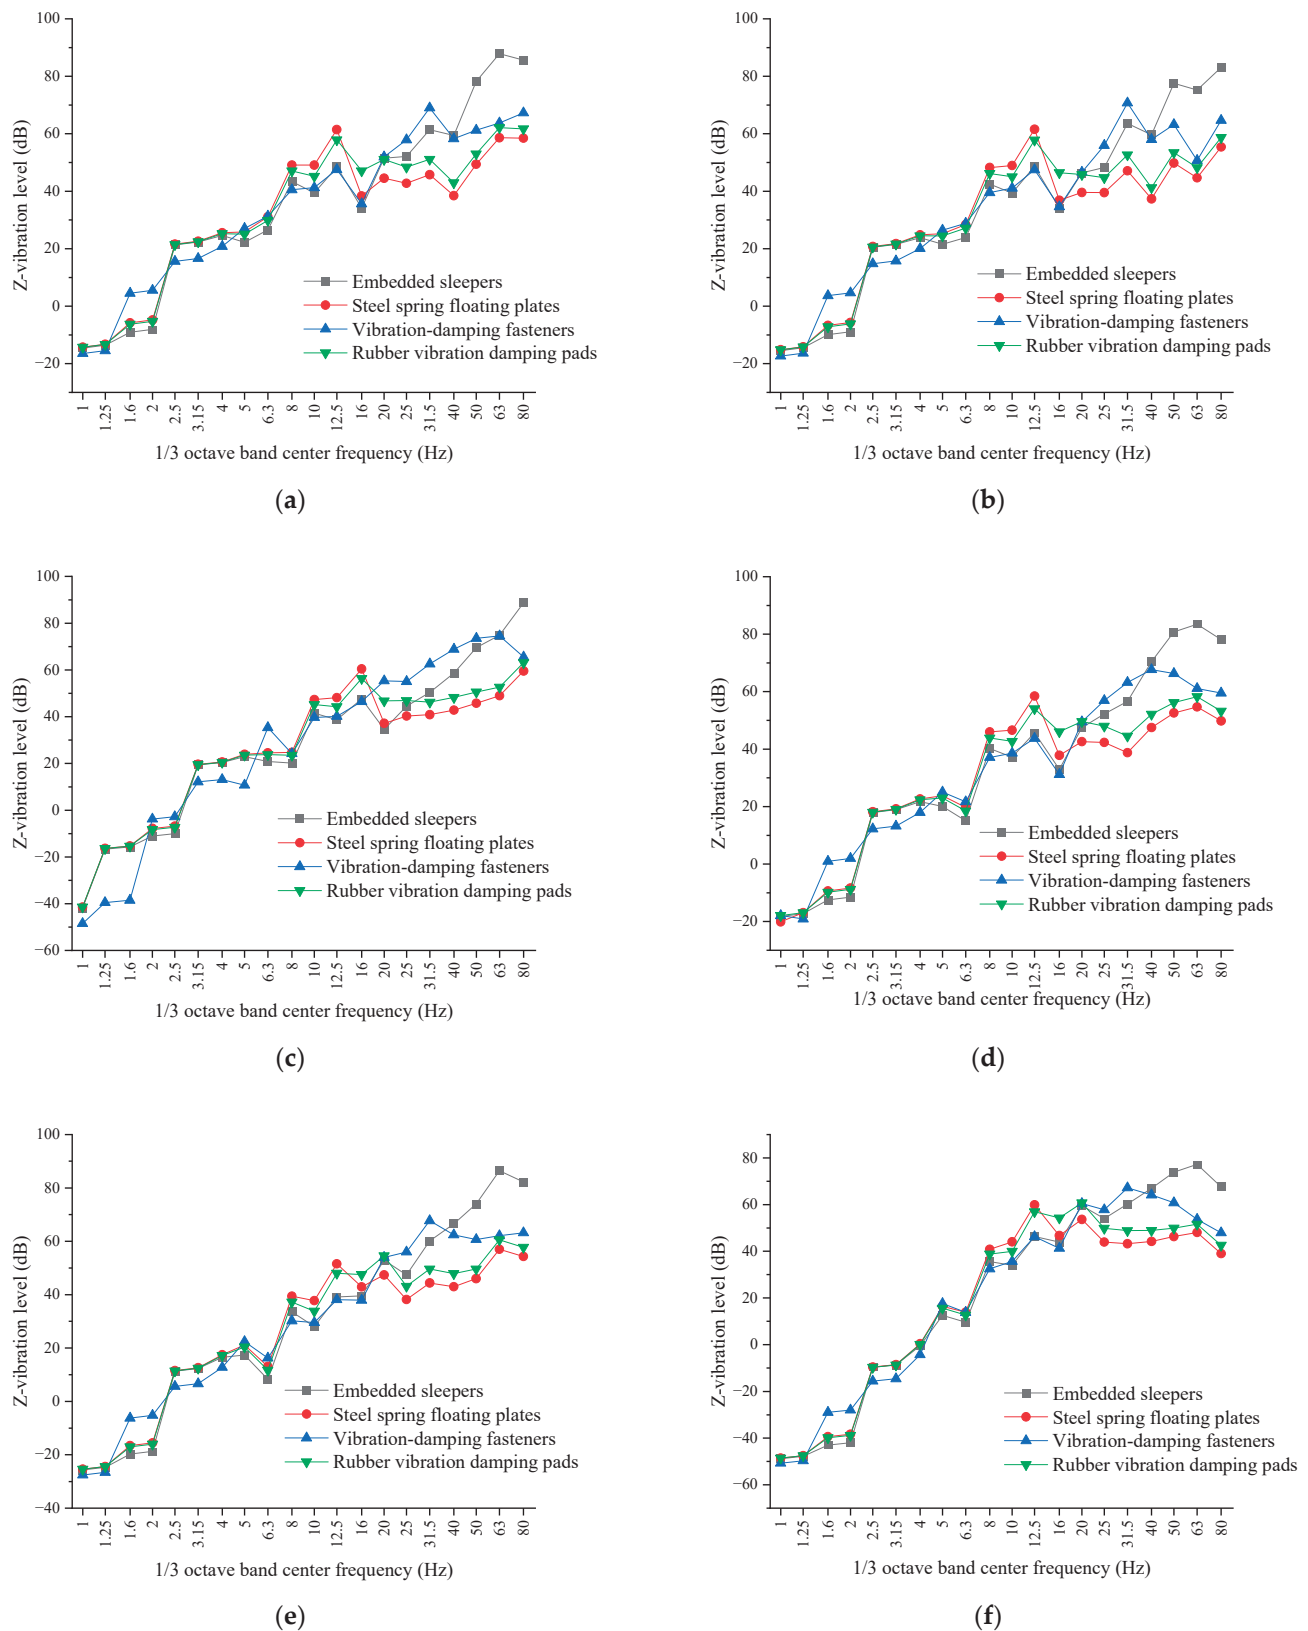 100
80
60
40
20
0
−20
Z-vibration level (dB)
Embedded sleepers
Steel spring floating plates
Vibration-damping fasteners
Rubber vibration damping pads
1 1.25 1.6 2 2.5 3.15 4 5 6.3 8 10 12.5 16 20 25 31.5 40 50 63 80
1/3 octave band center frequency (Hz)
(a)
100
80
60
40
20
0
−20
Z-vibration level (dB)
Embedded sleepers
Steel spring floating plates
Vibration-damping fasteners
Rubber vibration damping pads
1 1.25 1.6 2 2.5 3.15 4 5 6.3 8 10 12.5 16 20 25 31.5 40 50 63 80
1/3 octave band center frequency (Hz)
(b)
100
80
60
40
20
0
−20
−40
−60
Z-vibration level (dB)
Embedded sleepers
Steel spring floating plates
Vibration-damping fasteners
Rubber vibration damping pads
1 1.25 1.6 2 2.5 3.15 4 5 6.3 8 10 12.5 16 20 25 31.5 40 50 63 80
1/3 octave band center frequency (Hz)
(c)
100
80
60
40
20
0
−20
Z-vibration level (dB)
Embedded sleepers
Steel spring floating plates
Vibration-damping fasteners
Rubber vibration damping pads
1 1.25 1.6 2 2.5 3.15 4 5 6.3 8 10 12.5 16 20 25 31.5 40 50 63 80
1/3 octave band center frequency (Hz)
(d)
100
80
60
40
20
0
−20
−40
Z-vibration level (dB)
Embedded sleepers
Steel spring floating plates
Vibration-damping fasteners
Rubber vibration damping pads
1 1.25 1.6 2 2.5 3.15 4 5 6.3 8 10 12.5 16 20 25 31.5 40 50 63 80
1/3 octave band center frequency (Hz)
(e)
80
60
40
20
0
−20
−40
−60
Z-vibration level (dB)
Embedded sleepers
Steel spring floating plates
Vibration-damping fasteners
Rubber vibration damping pads
1 1.25 1.6 2 2.5 3.15 4 5 6.3 8 10 12.5 16 20 25 31.5 40 50 63 80
1/3 octave band center frequency (Hz)
(f)